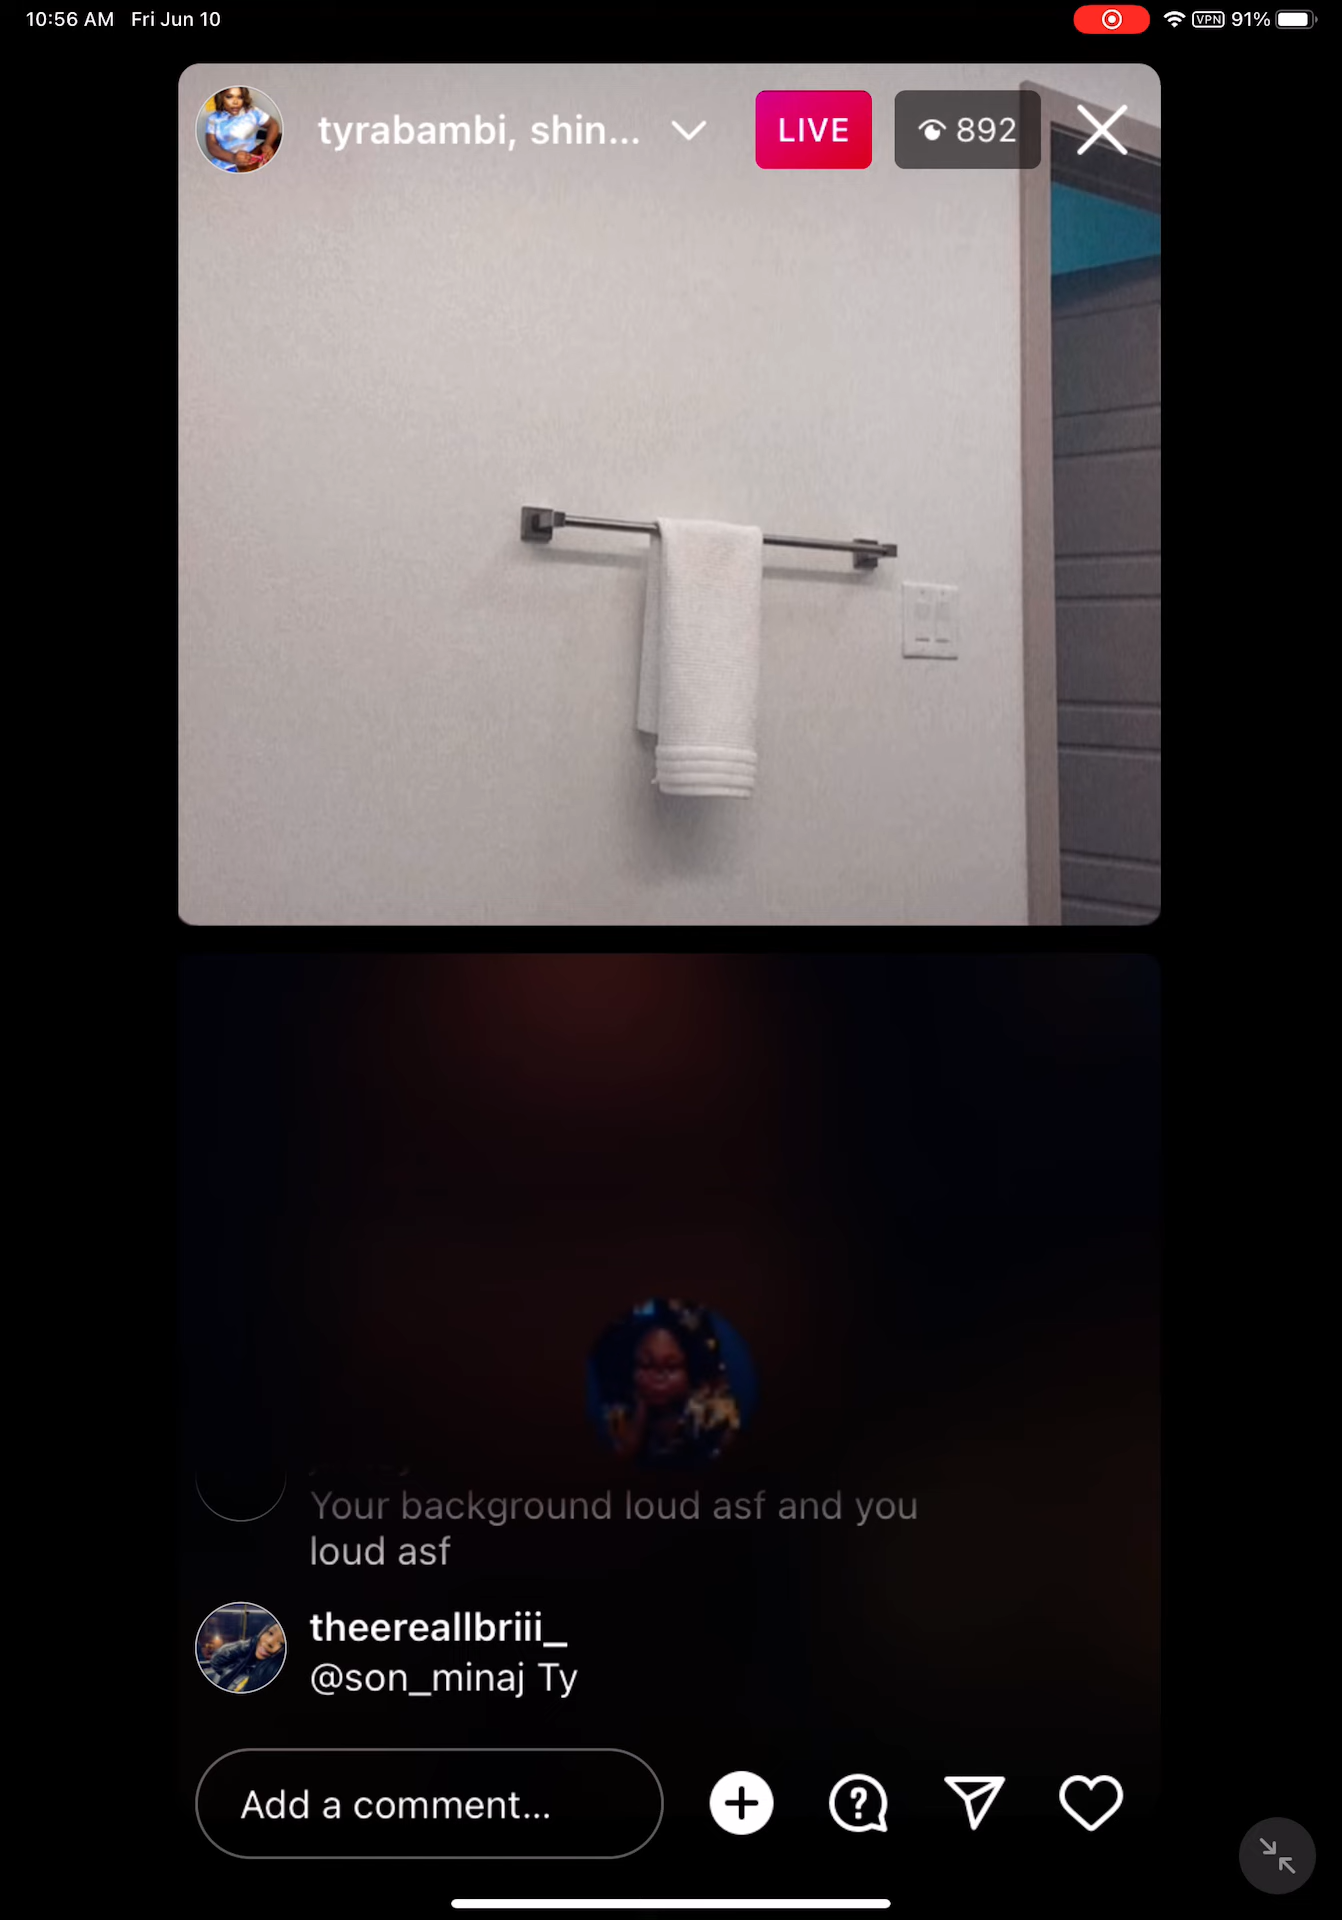 10:56 AM Fri Jun 10
VPN 91%
tyrabambi, shin...
LIVE
892
Your background loud asf and you
loud asf
theereallbriii_
@son_minaj Ty
Add a comment...